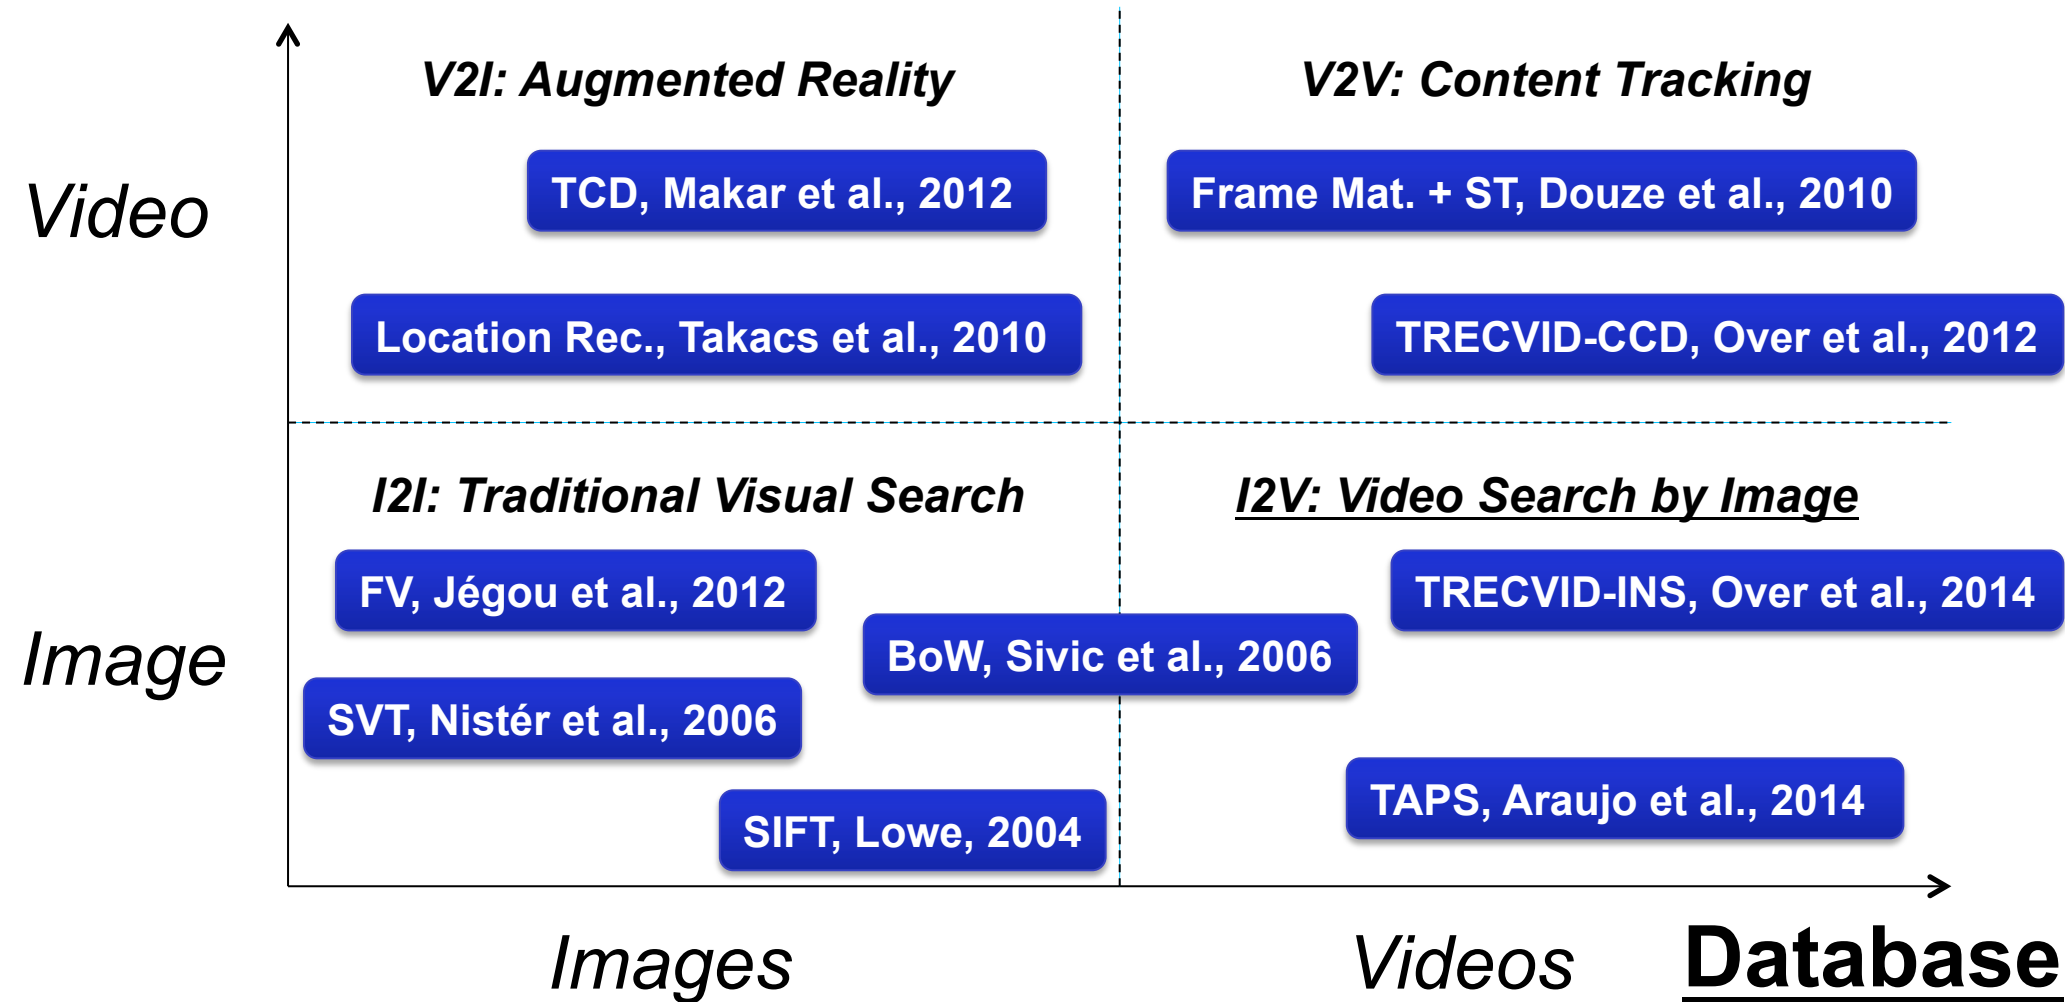 V2I: Augmented Reality
V2V: Content Tracking
Video
TCD, Makar et al., 2012
Frame Mat. + ST, Douze et al., 2010
Location Rec., Takacs et al., 2010
TRECVID-CCD, Over et al., 2012
I2I: Traditional Visual Search
I2V: Video Search by Image
Image
FV, Jégou et al., 2012
TRECVID-INS, Over et al., 2014
BoW, Sivic et al., 2006
SVT, Nistér et al., 2006
TAPS, Araujo et al., 2014
SIFT, Lowe, 2004
Images
Videos
Database